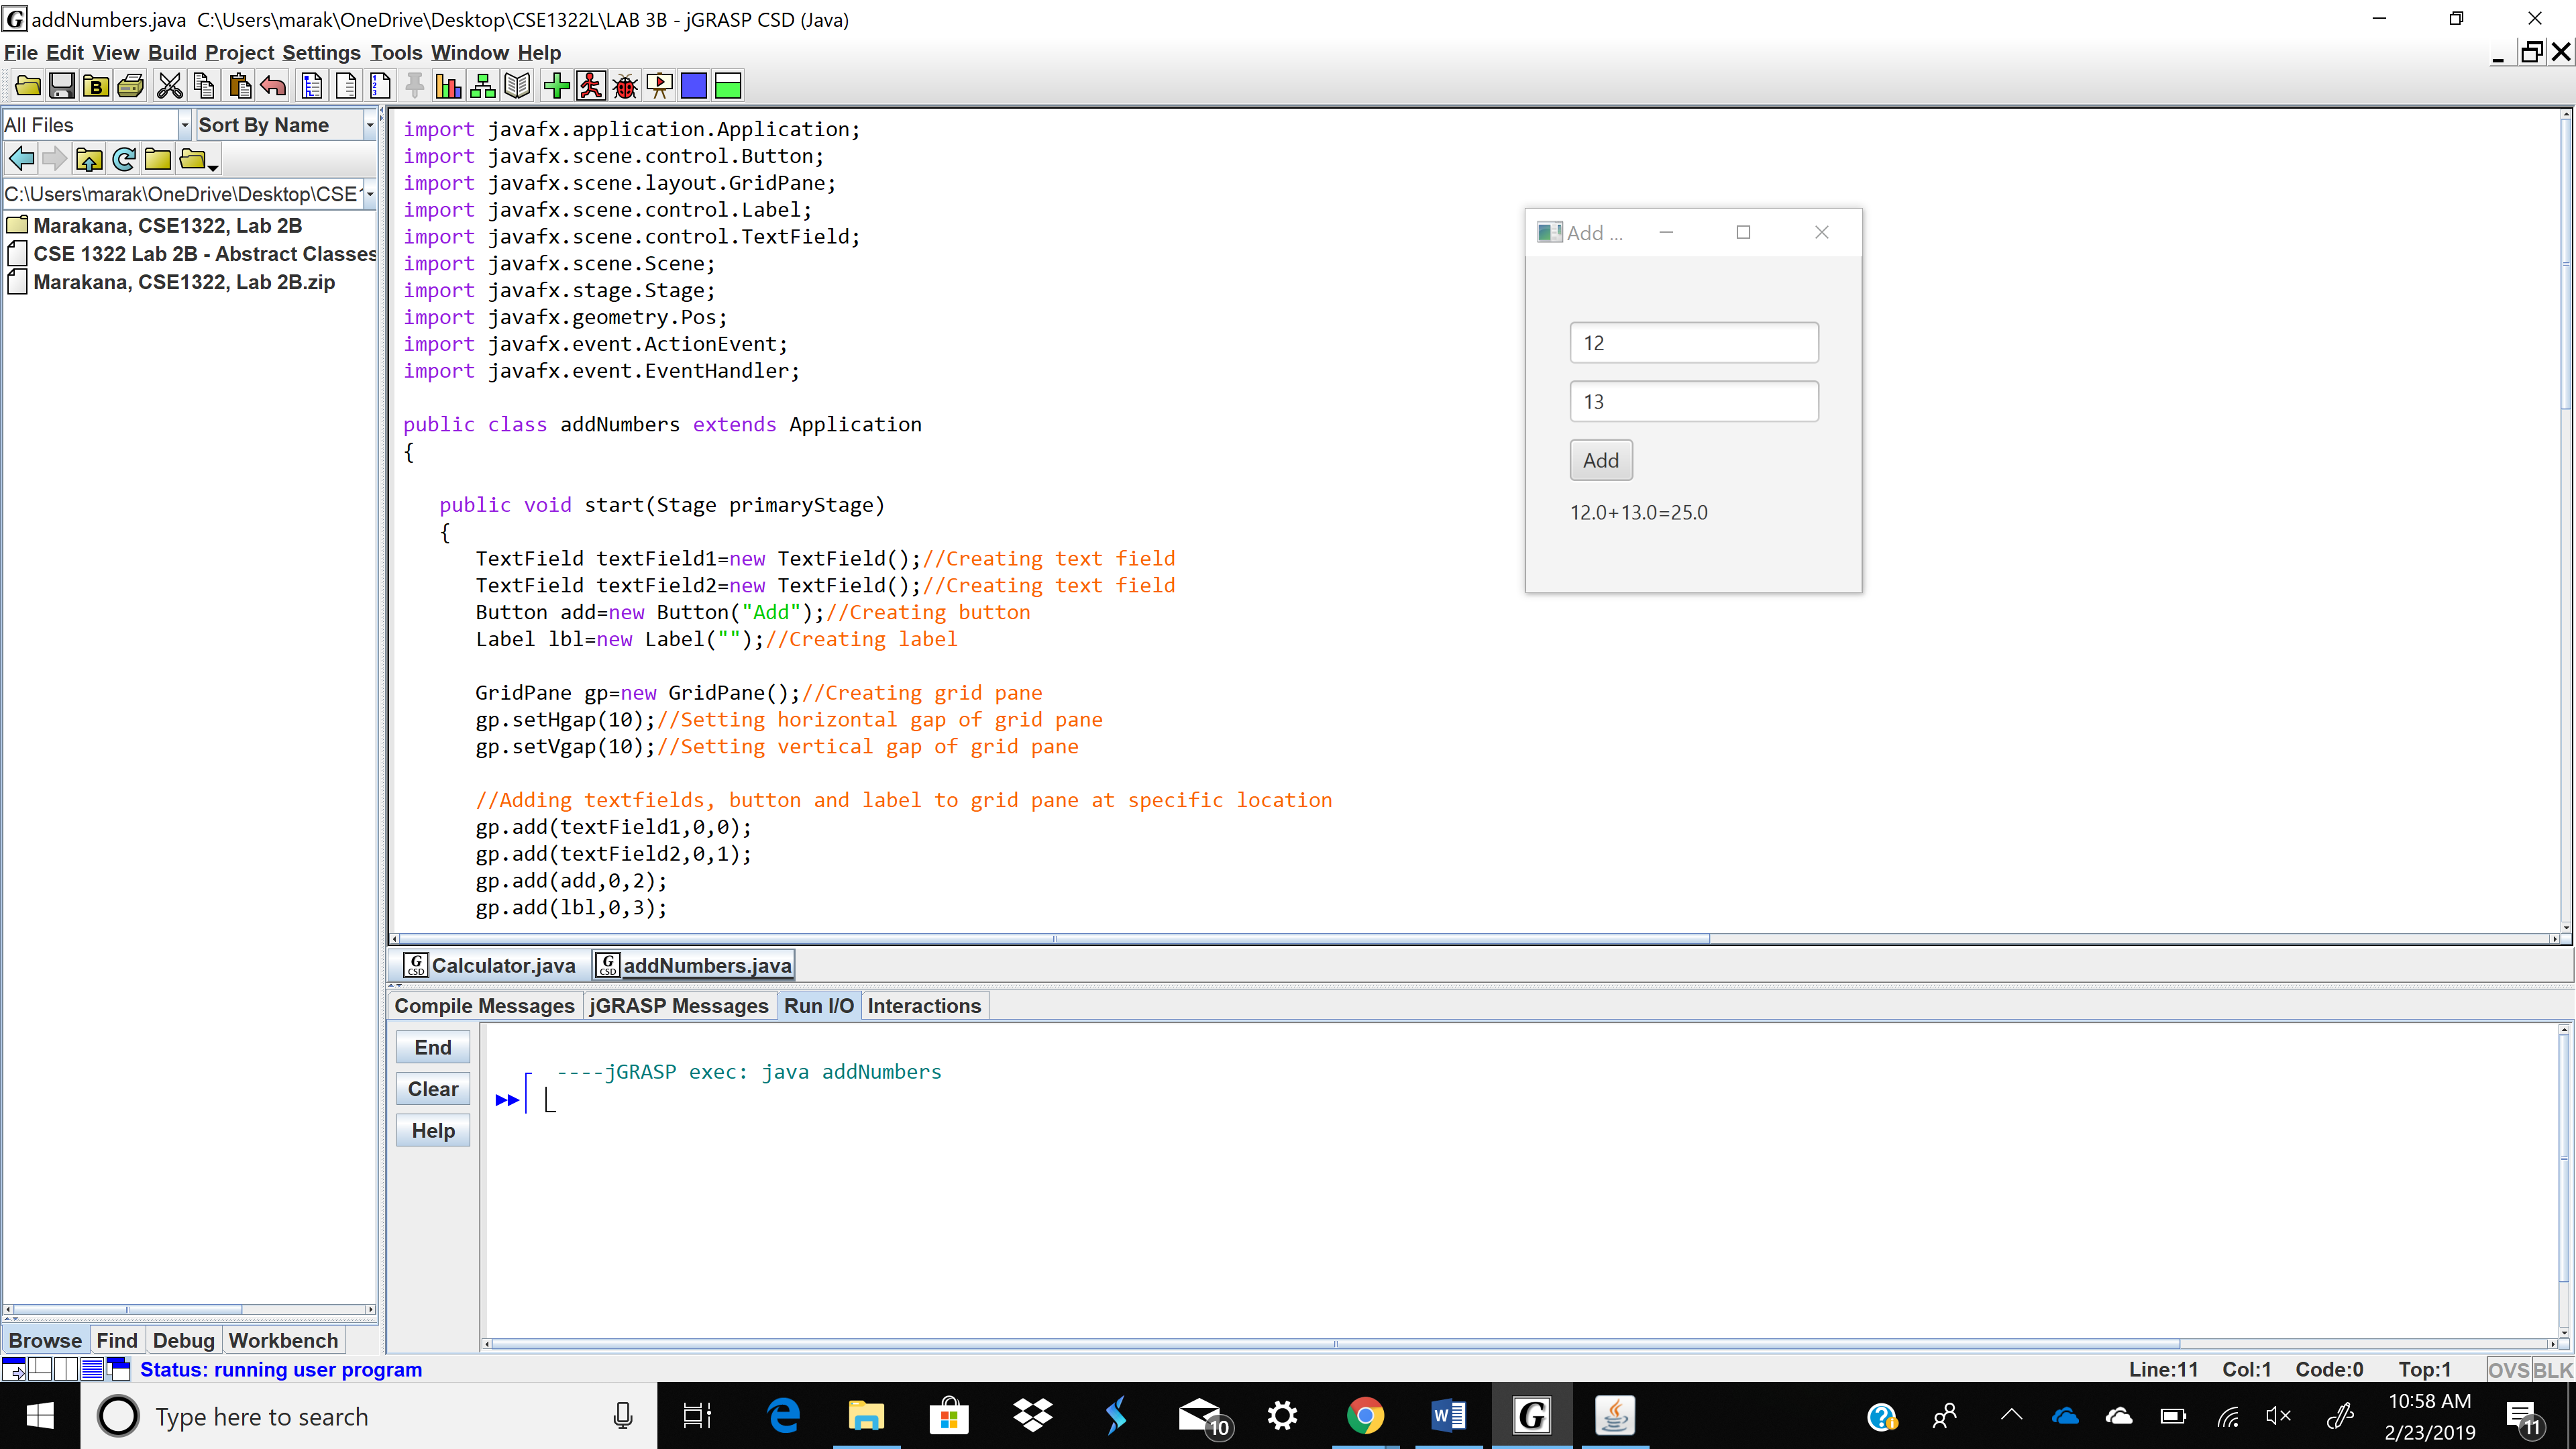 addNumbers.java  C:\Users\marak\OneDrive\Desktop\CSE1322L\LAB 3B - jGRASP CSD (Java)
File Edit View Build Project Settings Tools Window Help
All Files
Sort By Name
C:\Users\marak\OneDrive\Desktop\CSE
Marakana, CSE1322, Lab 2B
CSE 1322 Lab 2B - Abstract Classes
Marakana, CSE1322, Lab 2B.zip
import javafx.application.Application;
import javafx.scene.control.Button;
import javafx.scene.layout.GridPane;
import javafx.scene.control.Label;
import javafx.scene.control.TextField;
import javafx.scene.Scene;
import javafx.stage.Stage;
import javafx.geometry.Pos;
import javafx.event.ActionEvent;
import javafx.event.EventHandler;
public class addNumbers extends Application
{
public void start(Stage primaryStage)
{
TextField textField1=new TextField();//Creating text field
TextField textField2=new TextField();//Creating text field
Button add=new Button("Add");//Creating button
Label lbl=new Label("");//Creating label
GridPane gp=new GridPane();//Creating grid pane
gp.setHgap(10);//Setting horizontal gap of grid pane
gp.setVgap(10);//Setting vertical gap of grid pane
//Adding textfields, button and label to grid pane at specific location
gp.add(textField1,0,0);
gp.add(textField2,0,1);
gp.add(add,0,2);
gp.add(lbl,0,3);
Add ...
12
13
Add
12.0+13.0=25.0
Calculator.java
addNumbers.java
Compile Messages
jGRASP Messages
Run I/O
Interactions
End
Clear
Help
----jGRASP exec: java addNumbers
Browse
Find
Debug
Workbench
Status: running user program
Line:11
Col:1
Code:0
Top:1
OVS
BLK
Type here to search
10
10:58 AM
2/23/2019
11